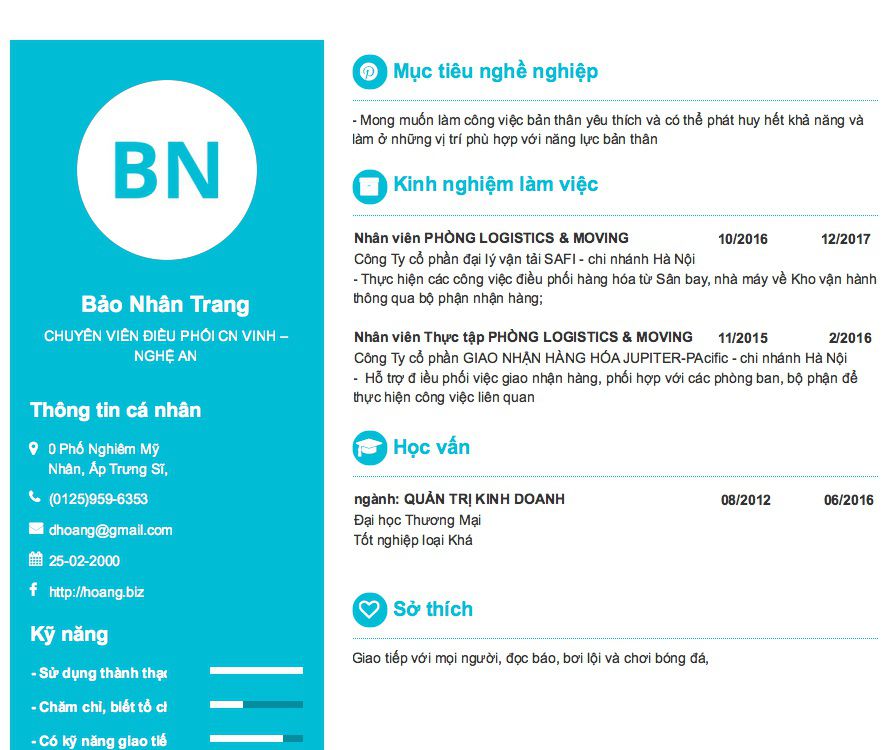 BN
Bảo Nhân Trang
CHUYÊN VIÊN ĐIỀU PHỐI CN VINH –
NGHỆ AN
Thông tin cá nhân
0 Phố Nghiêm Mỹ
Nhân, Ấp Trưng Sĩ,
(0125)959-6353
dhoang@gmail.com
25-02-2000
http://hoang.biz
Kỹ năng
- Sử dụng thành thạo
- Chăm chỉ, biết tổ
- Có kỹ năng giao
Mục tiêu nghề nghiệp
- Mong muốn làm công việc bản thân yêu thích và có thể phát huy hết khả năng và
làm ở những vị trí phù hợp với năng lực bản thân
Kinh nghiệm làm việc
Nhân viên PHÒNG LOGISTICS & MOVING 10/2016 12/2017
Công Ty cổ phần đại lý vận tải SAFI - chi nhánh Hà Nội
- Thực hiện các công việc điều phối hàng hóa từ Sân bay, nhà máy về Kho vận hành
thông qua bộ phận nhận hàng;
Nhân viên Thực tập PHÒNG LOGISTICS & MOVING 11/2015 2/2016
Công Ty cổ phần GIAO NHẬN HÀNG HÓA JUPITER-PAcific - chi nhánh Hà Nội
- Hỗ trợ đ iều phối việc giao nhận hàng, phối hợp với các phòng ban, bộ phận để
thực hiện công việc liên quan
Học vấn
ngành: QUẢN TRỊ KINH DOANH 08/2012 06/2016
Đại học Thương Mại
Tốt nghiệp loại Khá
Sở thích
Giao tiếp với mọi người, đọc báo, bơi lội và chơi bóng đá,